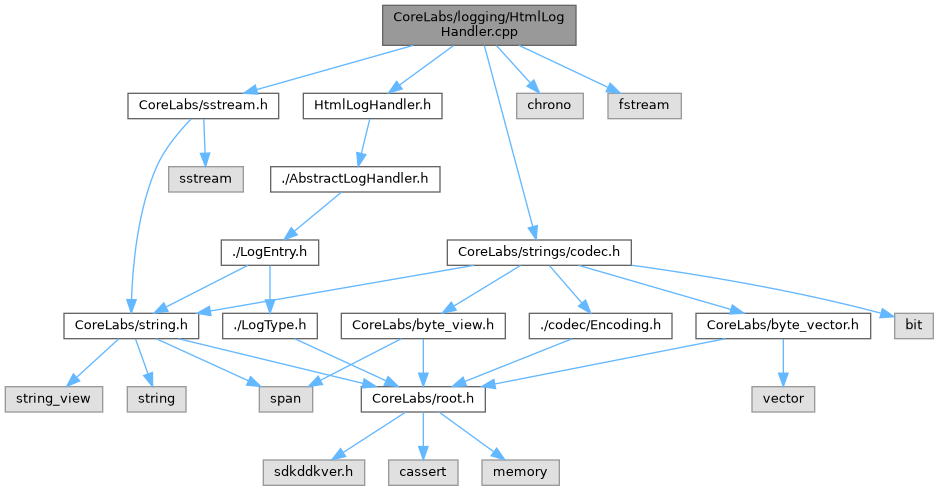 CoreLabs/logging/HtmlLog
Handler.cpp
CoreLabs/sstream.h
HtmlLogHandler.h
chrono
fstream
sstream
./AbstractLogHandler.h
./LogEntry.h
CoreLabs/strings/codec.h
CoreLabs/string.h
./LogType.h
CoreLabs/byte_view.h
./codec/Encoding.h
CoreLabs/byte_vector.h
bit
string_view
string
span
CoreLabs/root.h
vector
sdkddkver.h
cassert
memory